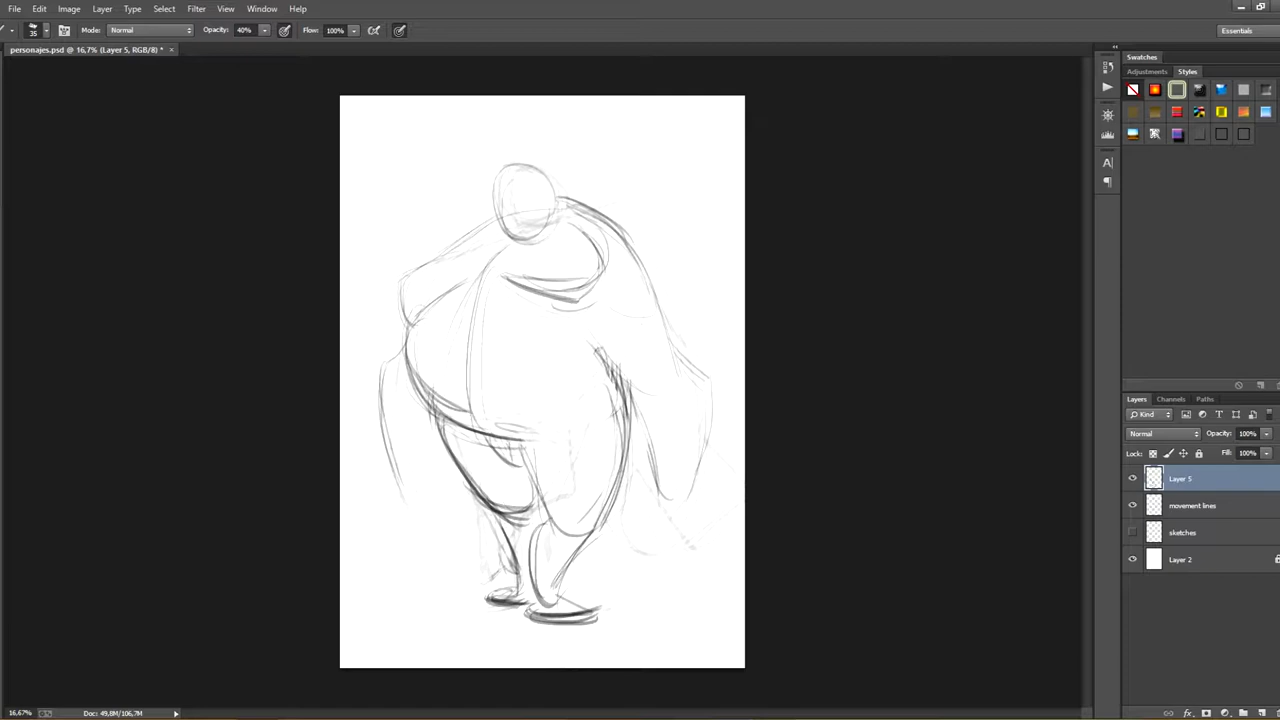 File Edit Image Layer Type Select Filter View Window Help
35 Mode: Normal Opacity: 40% Flow: 100% Essentials
personajes.psd @ 16,7% (Layer 5, RGB/8) * ×
Swatches
Adjustments Styles
Layers Channels Paths
Kind
Normal Opacity: 100%
Lock: Fill: 100%
Layer 5
movement lines
sketches
Layer 2
16,67% Doc: 49,8M/106,7M